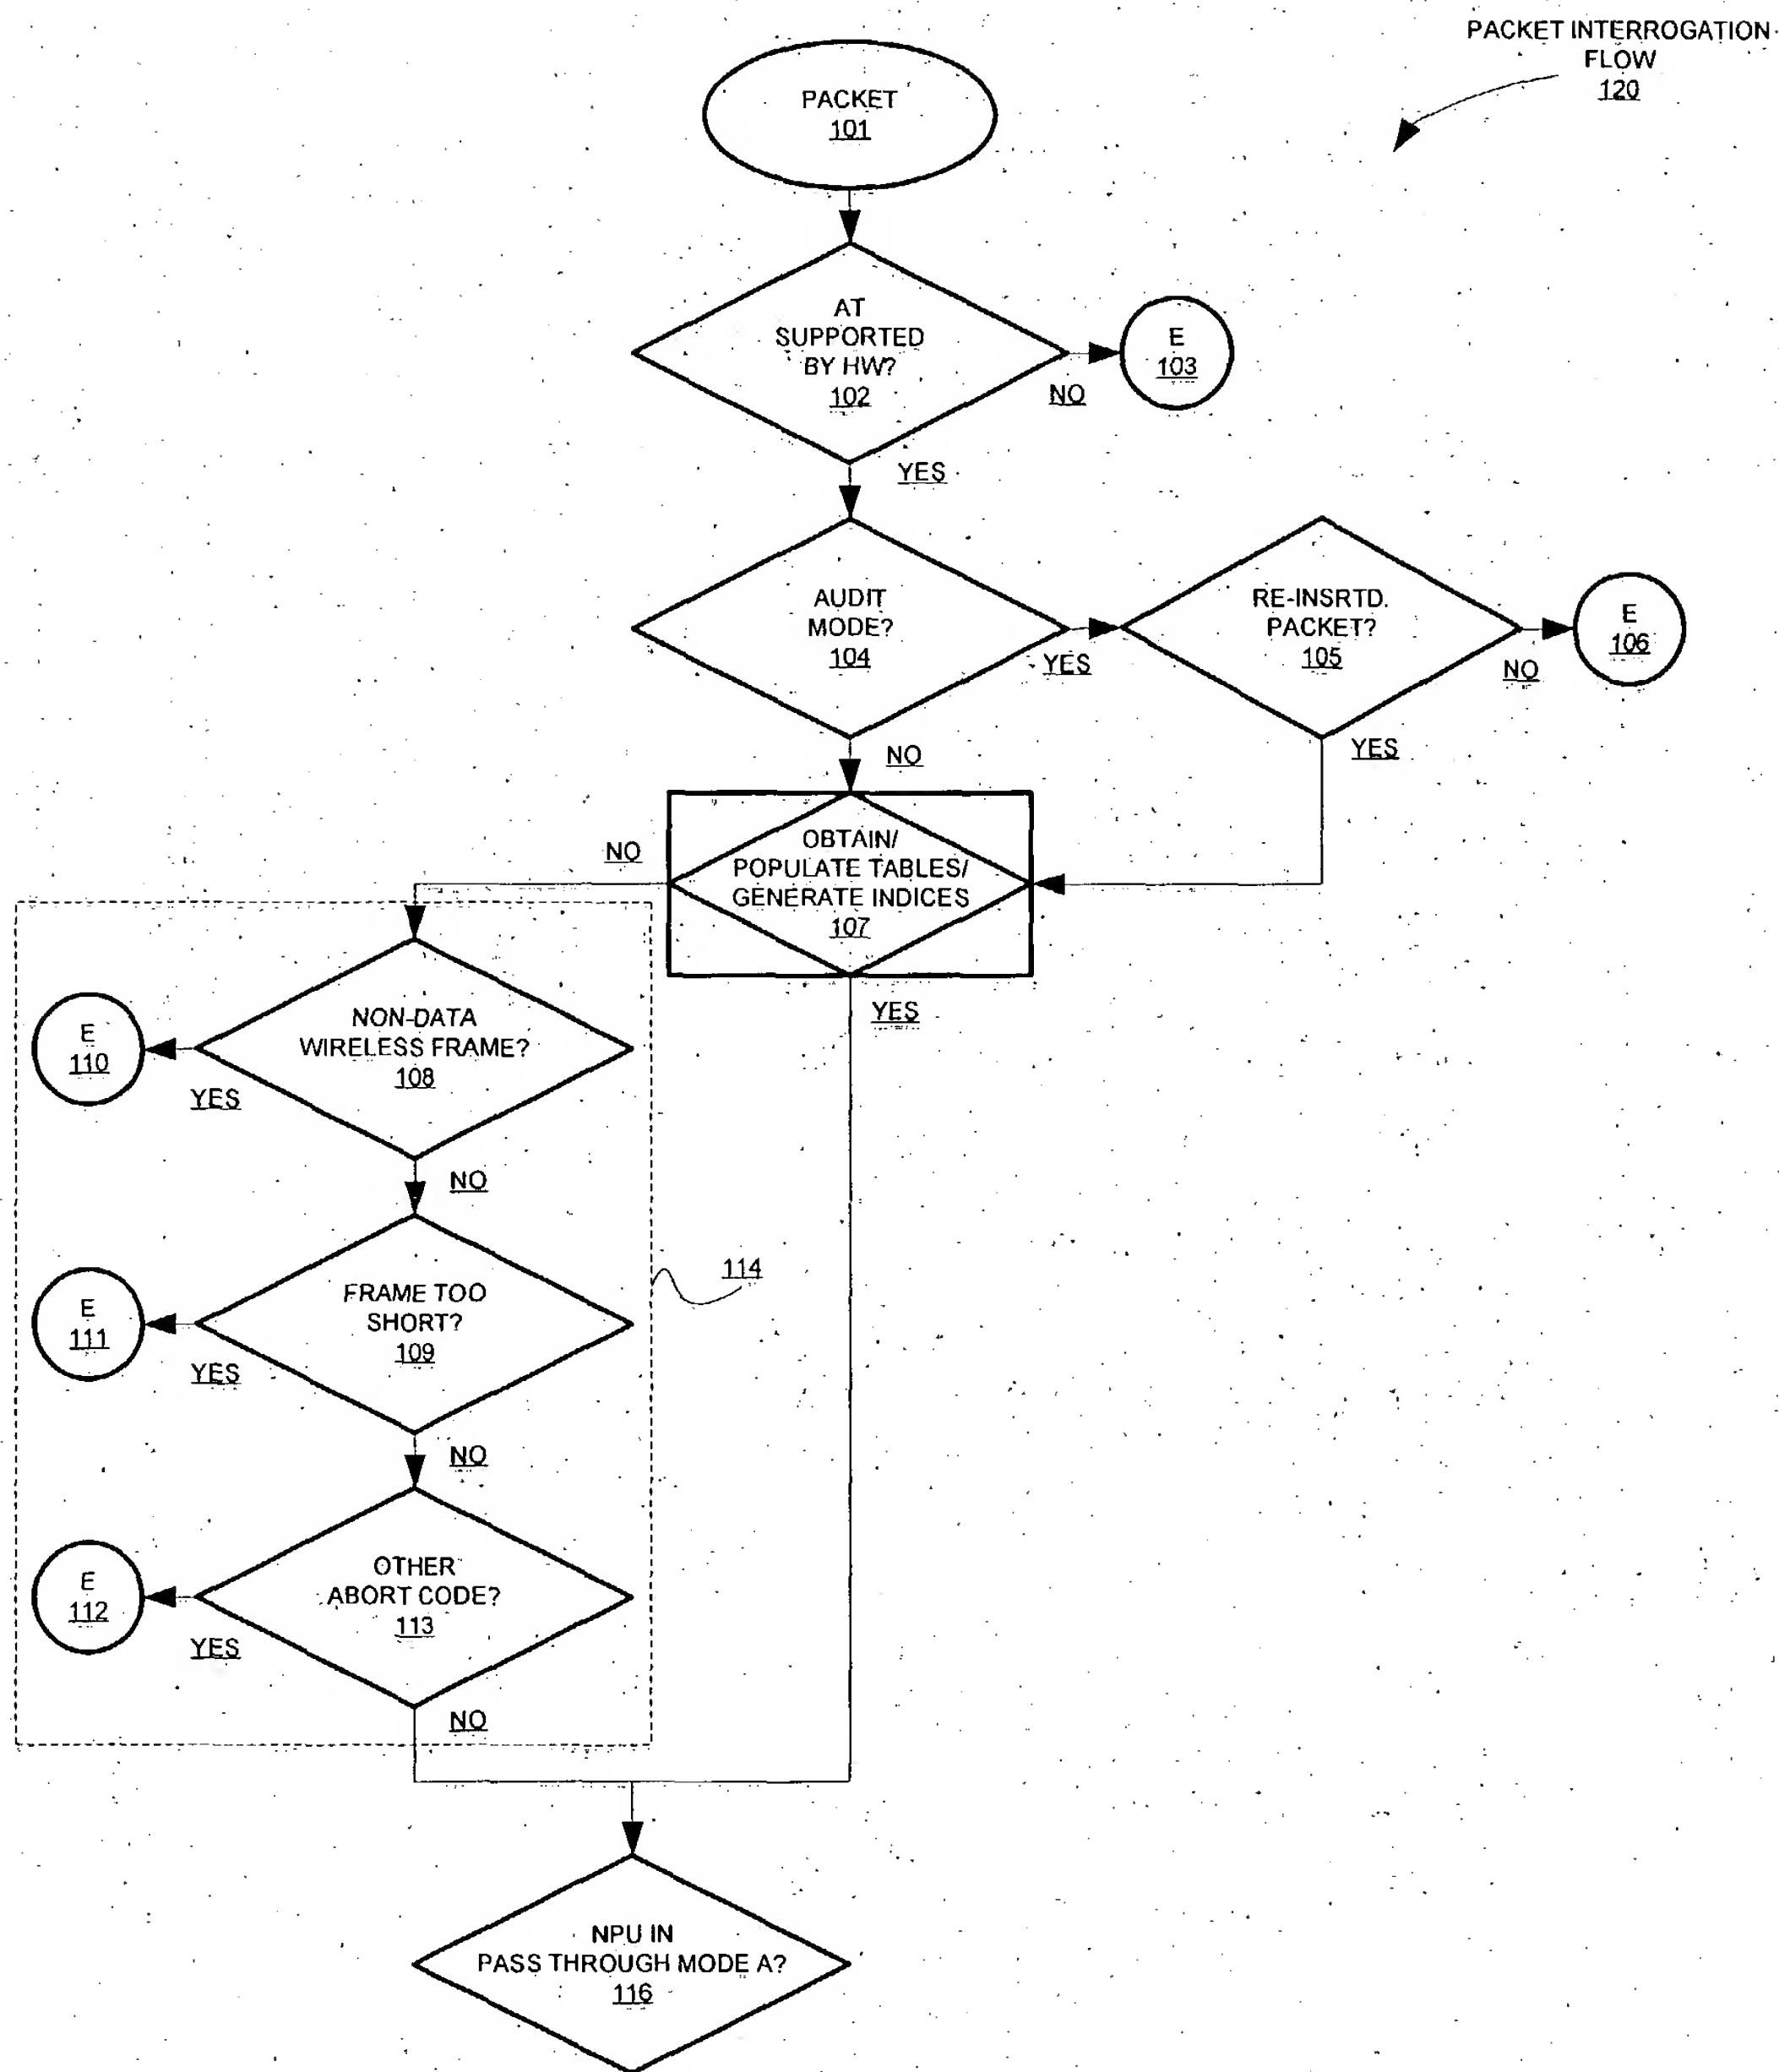 PACKET INTERROGATION
FLOW
120
PACKET
101
AT
SUPPORTED
BY HW?
102
NO
E
103
YES
AUDIT
MODE?
104
YES
RE-INSRTD.
PACKET?
105
NO
E
106
NO
YES
OBTAIN/
POPULATE TABLES/
GENERATE INDICES
107
NO
YES
NON-DATA
WIRELESS FRAME?
108
E
110
YES
NO
114
FRAME TOO
SHORT?
109
E
111
YES
NO
OTHER
ABORT CODE?
113
E
112
YES
NO
NPU IN
PASS THROUGH MODE A?
116